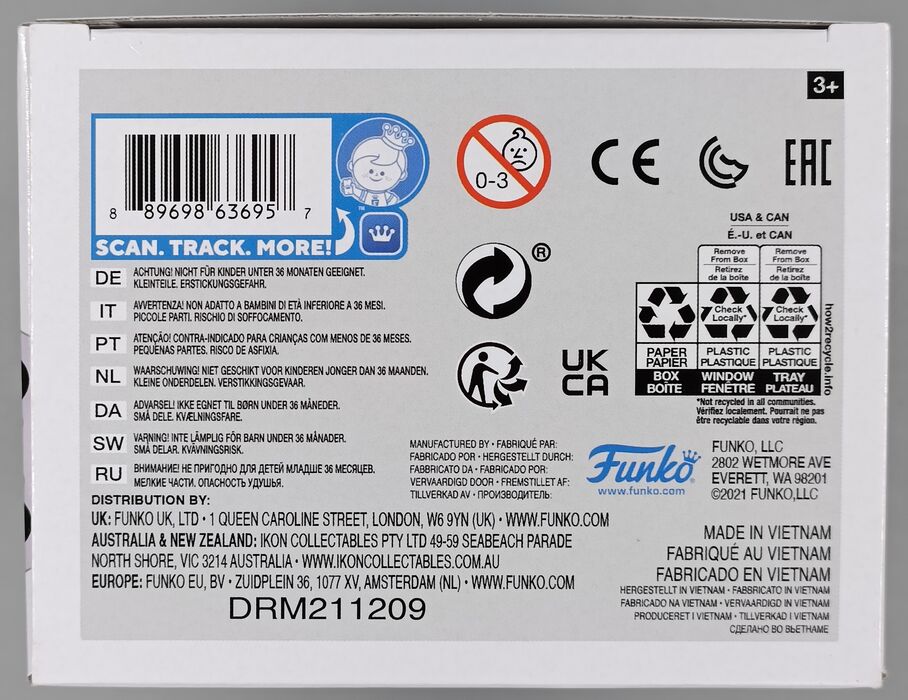 3+
8 89698 63695 7
SCAN. TRACK. MORE!
™
0-3
CE
EAC
®
UK
CA
USA & CAN
É.-U. et CAN
Remove
From Box
Retirez
de la boîte
Remove
From Box
Retirez
de la boîte
Check
Locally*
Check
Locally*
PAPER
PAPIER
BOX
BOÎTE
PLASTIC
PLASTIQUE
WINDOW
FENÊTRE
PLASTIC
PLASTIQUE
TRAY
PLATEAU
how2recycle.info
*Not recycled in all communities.
Vérifiez localement. Pourrait ne pas
être recyclable dans votre région.
DE ACHTUNG! NICHT FÜR KINDER UNTER 36 MONATEN GEEIGNET.
KLEINTEILE. ERSTICKUNGSGEFAHR.
IT AVVERTENZA! NON ADATTO A BAMBINI DI ETÀ INFERIORE A 36 MESI.
PICCOLE PARTI. RISCHIO DI SOFFOCAMENTO.
PT ATENÇÃO! CONTRA-INDICADO PARA CRIANÇAS COM MENOS DE 36 MESES.
PEQUENAS PARTES. RISCO DE ASFIXIA.
NL WAARSCHUWING! NIET GESCHIKT VOOR KINDEREN JONGER DAN 36 MAANDEN.
KLEINE ONDERDELEN. VERSTIKKINGSGEVAAR.
DA ADVARSEL! IKKE EGNET TIL BØRN UNDER 36 MÅNEDER.
SMÅ DELE. KVÆLNINGSFARE.
SW VARNING! INTE LÄMPLIG FÖR BARN UNDER 36 MÅNADER.
SMÅ DELAR. KVÄVNINGSRISK.
RU ВНИМАНИЕ! НЕ ПРИГОДНО ДЛЯ ДЕТЕЙ МЛАДШЕ 36 МЕСЯЦЕВ.
МЕЛКИЕ ЧАСТИ. ОПАСНОСТЬ УДУШЬЯ.
MANUFACTURED BY • FABRIQUÉ PAR:
FABRICADO POR • HERGESTELLT DURCH:
FABBRICATO DA • FABRICADO POR:
VERVAARDIGD DOOR • FREMSTILLET AF:
TILLVERKAD AV • ПРОИЗВОДИТЕЛЬ:
Funko
www.funko.com
FUNKO, LLC
2802 WETMORE AVE
EVERETT, WA 98201
©2021 FUNKO,LLC
DISTRIBUTION BY:
UK: FUNKO UK, LTD • 1 QUEEN CAROLINE STREET, LONDON, W6 9YN (UK) • WWW.FUNKO.COM
AUSTRALIA & NEW ZEALAND: IKON COLLECTABLES PTY LTD 49-59 SEABEACH PARADE
NORTH SHORE, VIC 3214 AUSTRALIA • WWW.IKONCOLLECTABLES.COM.AU
EUROPE: FUNKO EU, BV • ZUIDPLEIN 36, 1077 XV, AMSTERDAM (NL) • WWW.FUNKO.COM
DRM211209
MADE IN VIETNAM
FABRIQUÉ AU VIETNAM
FABRICADO EN VIETNAM
HERGESTELLT IN VIETNAM • FABBRICATO IN VIETNAM
FABRICADO NA VIETNAM • VERVAARDIGD IN VIETNAM
PRODUCERET I VIETNAM • TILLVERKAD I VIETNAM
СДЕЛАНО ВО ВЬЕТНАМЕ